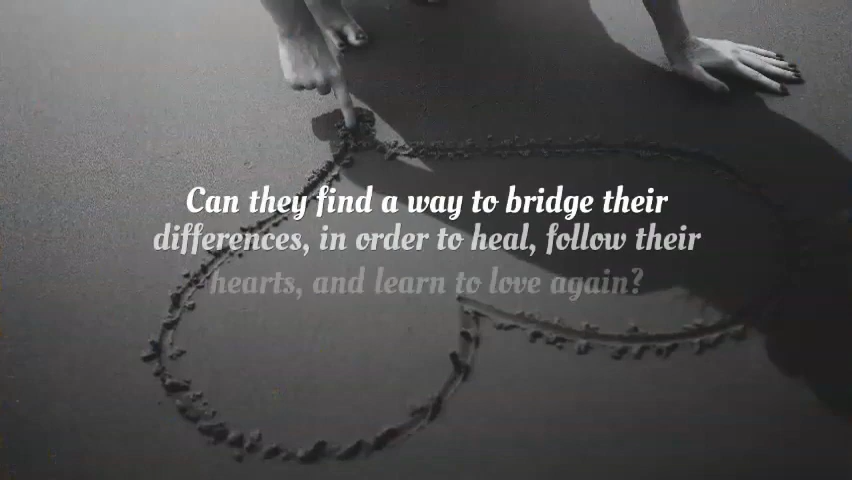 Can they find a way to bridge their
differences, in order to heal, follow their
hearts, and learn to love again?